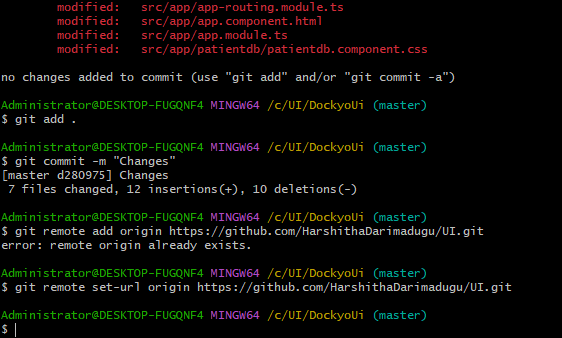 modified:   src/app/app-routing.module.ts
modified:   src/app/app.component.html
modified:   src/app/app.module.ts
modified:   src/app/patientdb/patientdb.component.css
no changes added to commit (use "git add" and/or "git commit -a")
Administrator@DESKTOP-FUGQNF4 MINGW64 /c/UI/DockyoUi (master)
$ git add .
Administrator@DESKTOP-FUGQNF4 MINGW64 /c/UI/DockyoUi (master)
$ git commit -m "Changes"
[master d280975] Changes
 7 files changed, 12 insertions(+), 10 deletions(-)
Administrator@DESKTOP-FUGQNF4 MINGW64 /c/UI/DockyoUi (master)
$ git remote add origin https://github.com/HarshithaDarimadugu/UI.git
error: remote origin already exists.
Administrator@DESKTOP-FUGQNF4 MINGW64 /c/UI/DockyoUi (master)
$ git remote set-url origin https://github.com/HarshithaDarimadugu/UI.git
Administrator@DESKTOP-FUGQNF4 MINGW64 /c/UI/DockyoUi (master)
$